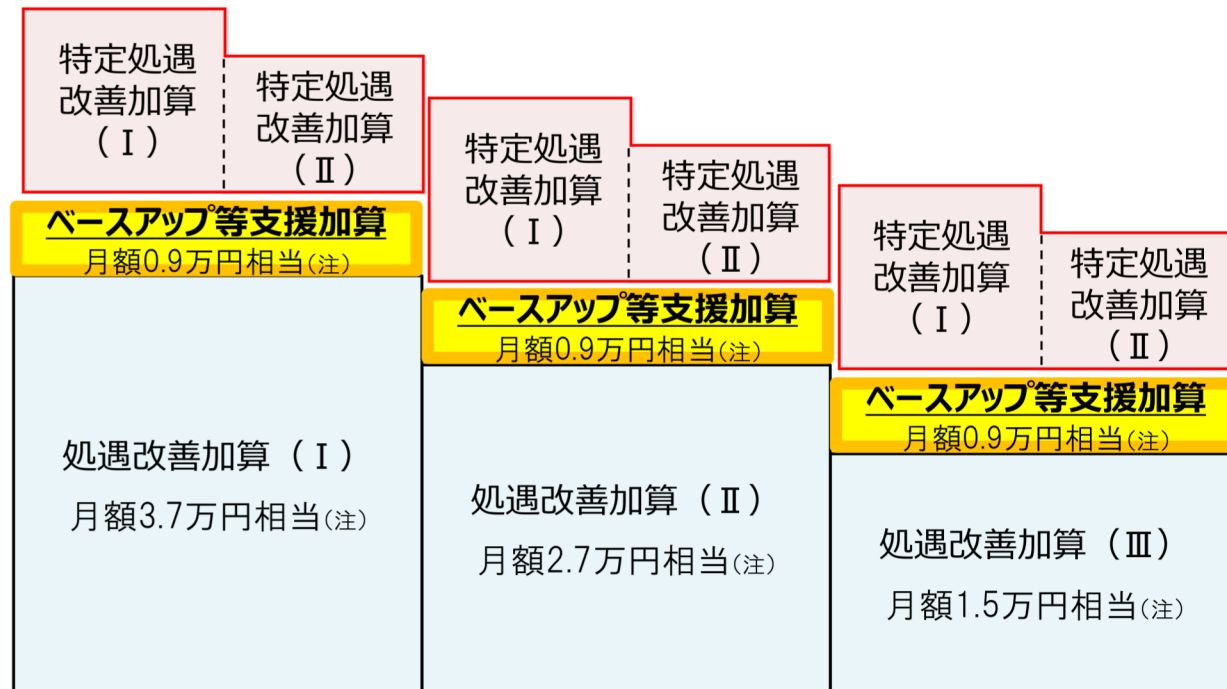 特定処遇
改善加算
(Ⅰ)
特定処遇
改善加算
(Ⅱ)
ベースアップ等支援加算
月額0.9万円相当(注)
処遇改善加算(Ⅰ)
月額3.7万円相当(注)
特定処遇
改善加算
(Ⅰ)
特定処遇
改善加算
(Ⅱ)
ベースアップ等支援加算
月額0.9万円相当(注)
処遇改善加算(Ⅱ)
月額2.7万円相当(注)
特定処遇
改善加算
(Ⅰ)
特定処遇
改善加算
(Ⅱ)
ベースアップ等支援加算
月額0.9万円相当(注)
処遇改善加算(Ⅲ)
月額1.5万円相当(注)